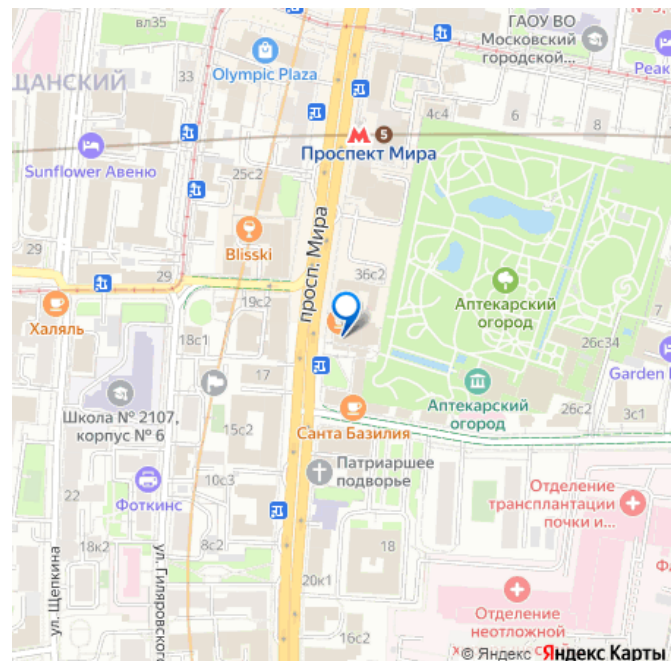 вл35
ГАОУ ВО
Московский
городской...
33
Olympic Plaza
Реак
ЩАНСКИЙ
4с4
6
8
5
Проспект Мира
Sunflower Авеню
25с2
Blisski
просп. Мира
29
29
36с2
Аптекарский
огород
7
19с2
Халяль
18с1
26с34
17
Garden
Школа № 2107,
корпус № 6
Аптекарский
огород
26с2
3с1
15с2
Санта Базилия
Патриаршее
подворье
22
Фоткинс
10с3
Отделение
трансплантации
почки и...
18к2
8с2
18
ул. Щепкина
ул. Гиляровского
20к1
Отделение
неотложной
16с2
© Яндекс Яндекс Карты